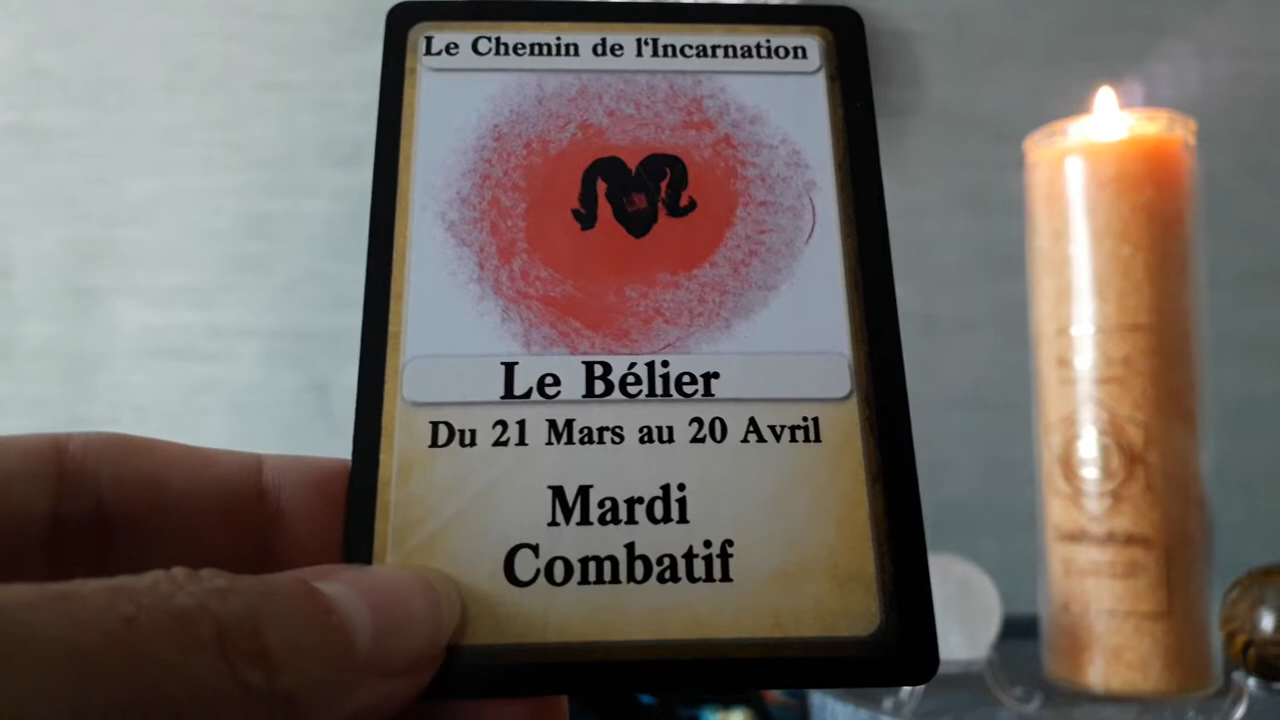 Le Chemin de l'Incarnation
Le Bélier
Du 21 Mars au 20 Avril
Mardi
Combatif